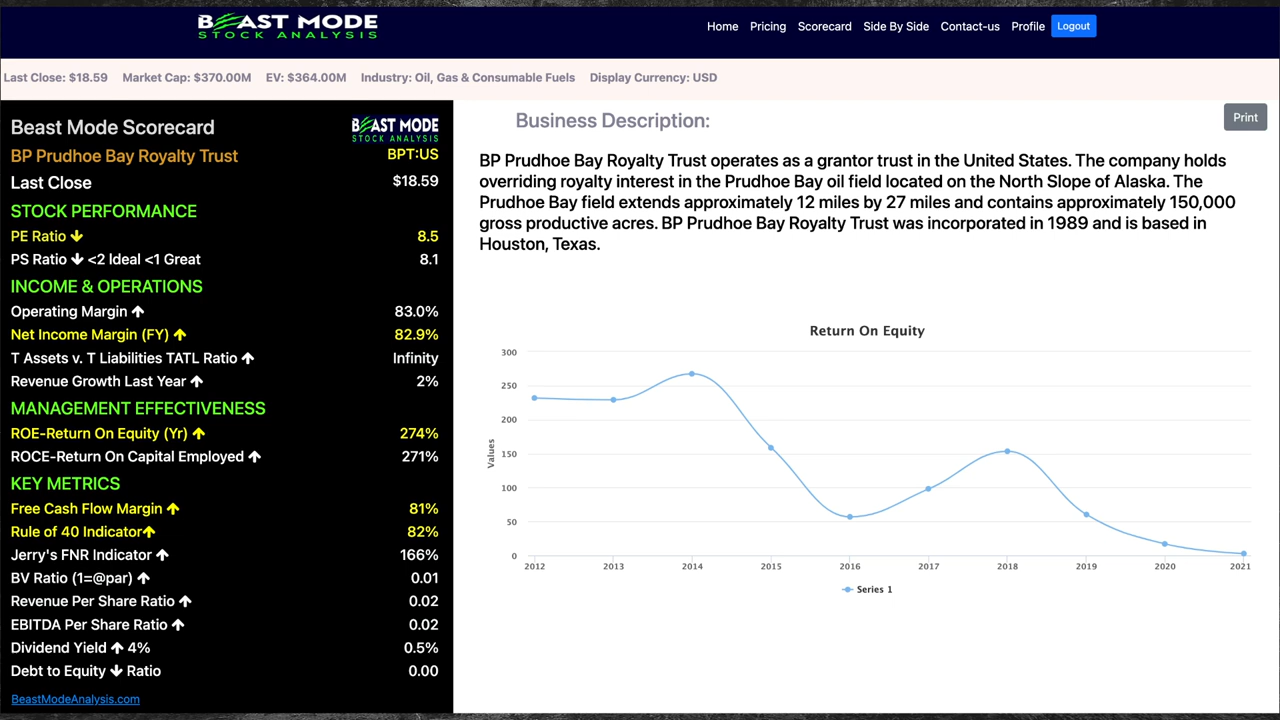 BEAST MODE
STOCK ANALYSIS
Home Pricing Scorecard Side By Side Contact-us Profile Logout
Last Close: $18.59 Market Cap: $370.00M EV: $364.00M Industry: Oil, Gas & Consumable Fuels Display Currency: USD
Beast Mode Scorecard
BEAST MODE
STOCK ANALYSIS
BP Prudhoe Bay Royalty Trust BPT:US
Last Close $18.59
STOCK PERFORMANCE
PE Ratio ↓ 8.5
PS Ratio ↓ <2 Ideal <1 Great 8.1
INCOME & OPERATIONS
Operating Margin ↑ 83.0%
Net Income Margin (FY) ↑ 82.9%
T Assets v. T Liabilities TATL Ratio ↑ Infinity
Revenue Growth Last Year ↑ 2%
MANAGEMENT EFFECTIVENESS
ROE-Return On Equity (Yr) ↑ 274%
ROCE-Return On Capital Employed ↑ 271%
KEY METRICS
Free Cash Flow Margin ↑ 81%
Rule of 40 Indicator↑ 82%
Jerry's FNR Indicator ↑ 166%
BV Ratio (1=@par) ↑ 0.01
Revenue Per Share Ratio ↑ 0.02
EBITDA Per Share Ratio ↑ 0.02
Dividend Yield ↑ 4% 0.5%
Debt to Equity ↓ Ratio 0.00
BeastModeAnalysis.com
Business Description:
Print
BP Prudhoe Bay Royalty Trust operates as a grantor trust in the United States. The company holds
overriding royalty interest in the Prudhoe Bay oil field located on the North Slope of Alaska. The
Prudhoe Bay field extends approximately 12 miles by 27 miles and contains approximately 150,000
gross productive acres. BP Prudhoe Bay Royalty Trust was incorporated in 1989 and is based in
Houston, Texas.
Return On Equity
300
250
200
150
100
50
0
Values
2012 2013 2014 2015 2016 2017 2018 2019 2020 2021
Series 1